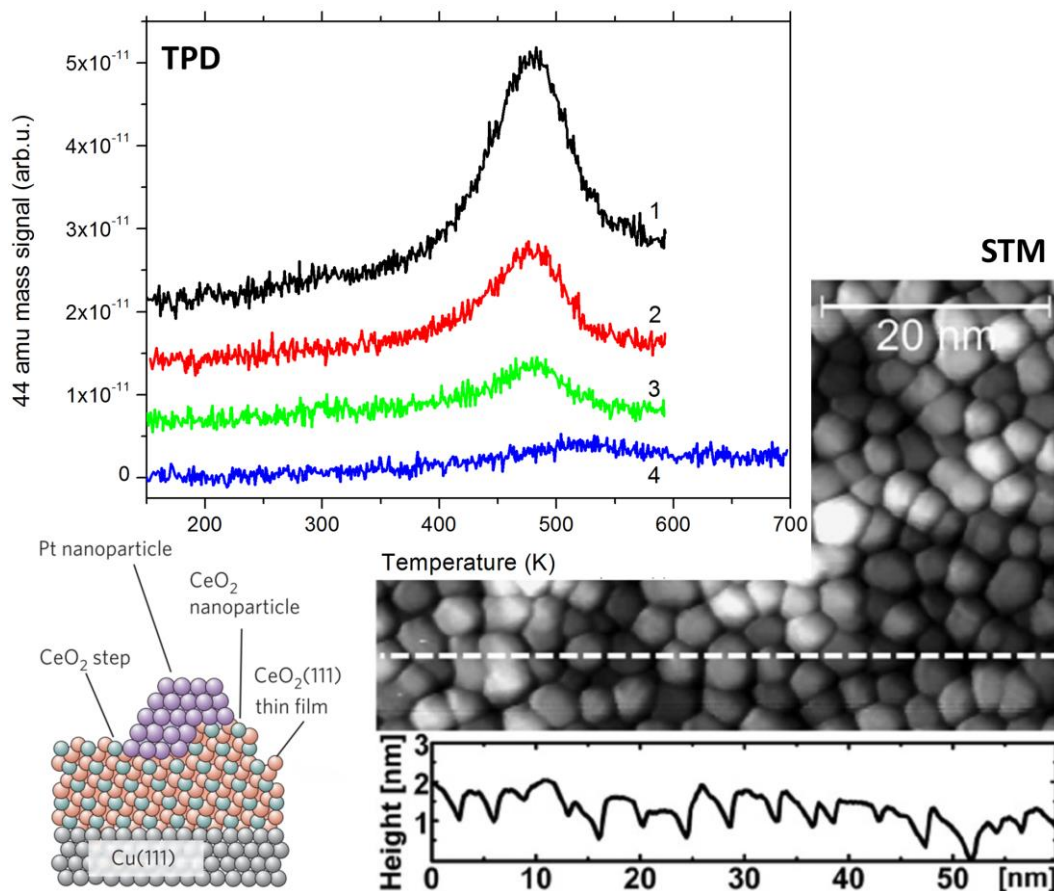 TPD
44 amu mass signal (arb.u.)
5x10⁻¹¹
4x10⁻¹¹
3x10⁻¹¹
2x10⁻¹¹
1x10⁻¹¹
0
1
2
3
4
200 300 400 500 600 700
Temperature (K)
STM
20 nm
Pt nanoparticle
CeO₂
nanoparticle
CeO₂ step
CeO₂(111)
thin film
Cu(111)
Height [nm]
3
2
1
0 10 20 30 40 50 [nm]